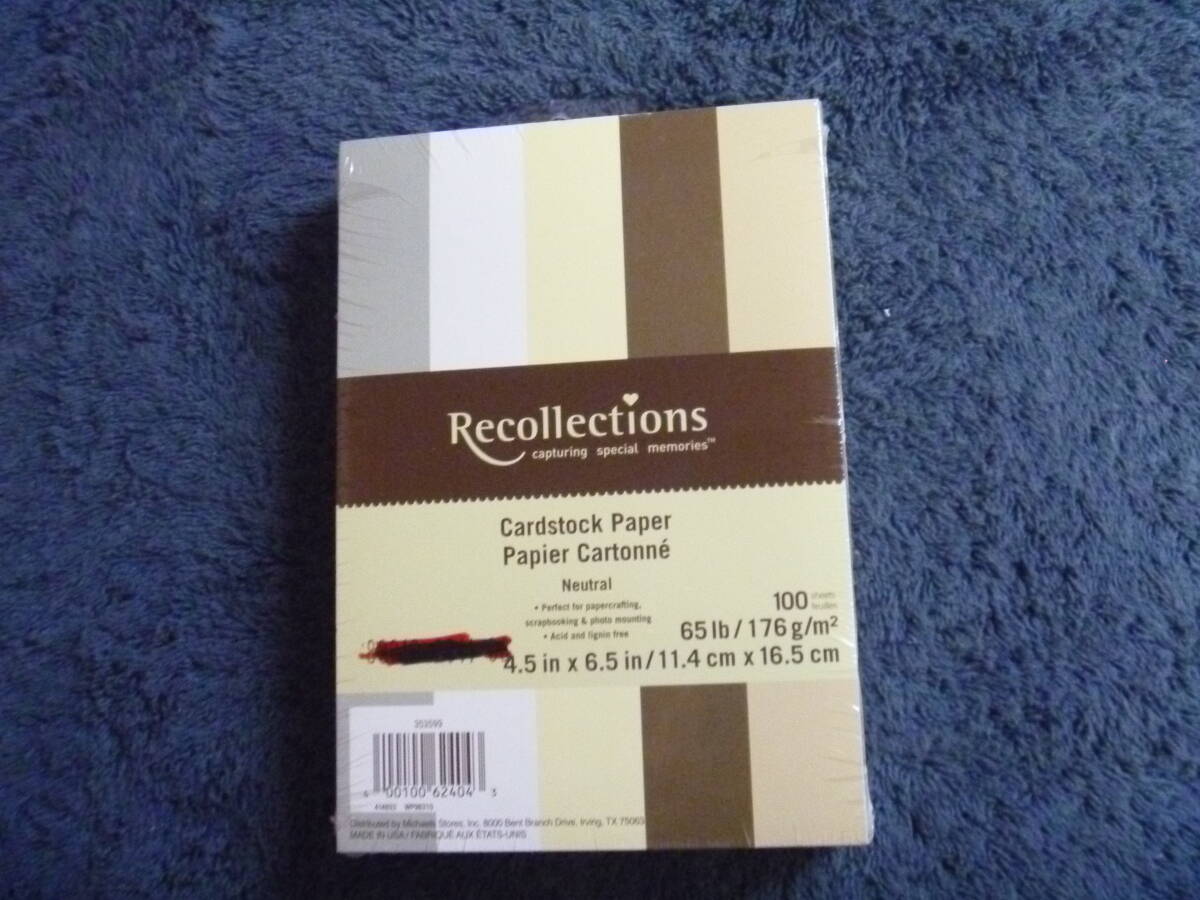 Recollections
capturing special memories™
Cardstock Paper
Papier Cartonné
Neutral
• Perfect for papercrafting,
scrapbooking & photo mounting
• Acid and lignin free
100 sheets
feuilles
65 lb / 176 g/m²
4.5 in x 6.5 in/11.4 cm x 16.5 cm
353599
00100 62404 3
Distributed by Michaels Stores, Inc. 8000 Bent Branch Drive, Irving, TX 75063
MADE IN USA / FABRIQUÉ AUX ÉTATS-UNIS